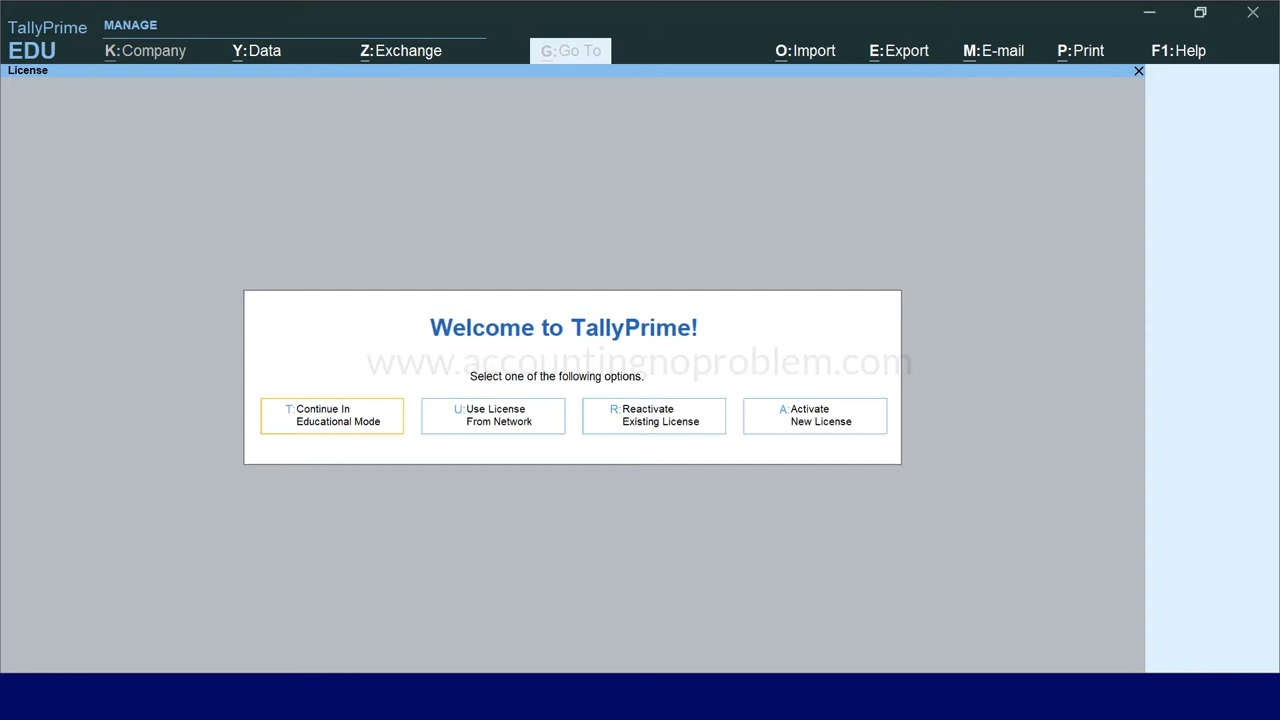 TallyPrime
EDU
MANAGE
K:Company Y:Data Z:Exchange G:Go To O:Import E:Export M:E-mail P:Print F1:Help
License
Welcome to TallyPrime!
www.accountingnoproblem.com
Select one of the following options.
T:Continue In
Educational Mode
U:Use License
From Network
R:Reactivate
Existing License
A:Activate
New License